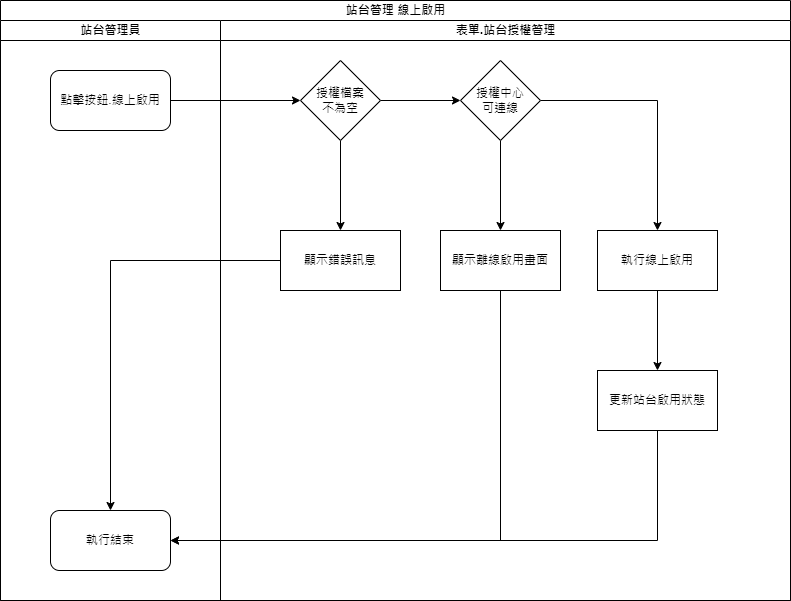 站台管理 線上啟用
站台管理員
表單.站台授權管理
點擊按鈕.線上啟用
授權檔案
不為空
授權中心
可連線
顯示錯誤訊息
顯示離線啟用畫面
執行線上啟用
更新站台啟用狀態
執行結束